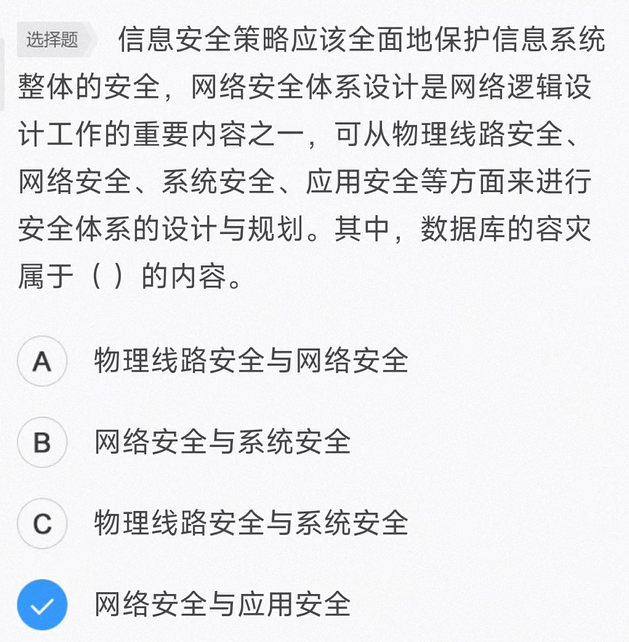 选择题 信息安全策略应该全面地保护信息系统
整体的安全，网络安全体系设计是网络逻辑设
计工作的重要内容之一，可从物理线路安全、
网络安全、系统安全、应用安全等方面来进行
安全体系的设计与规划。其中，数据库的容灾
属于（ ）的内容。
A 物理线路安全与网络安全
B 网络安全与系统安全
C 物理线路安全与系统安全
网络安全与应用安全